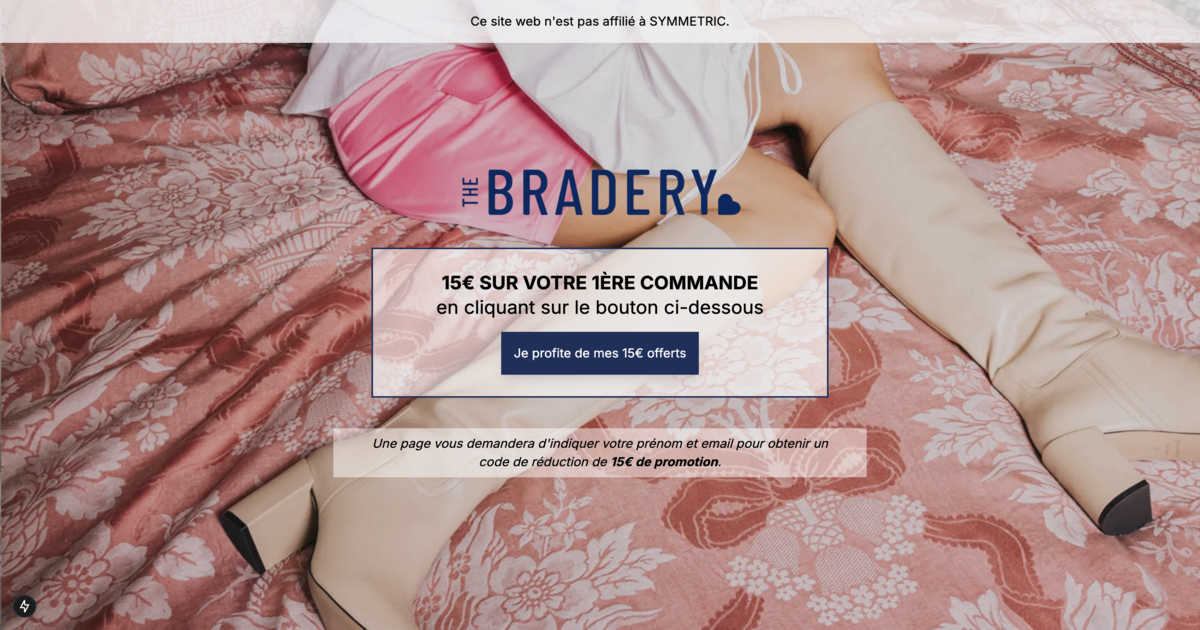 Ce site web n'est pas affilié à SYMMETRIC.
THE BRADERY
15€ SUR VOTRE 1ÈRE COMMANDE
en cliquant sur le bouton ci-dessous
Je profite de mes 15€ offerts
Une page vous demandera d'indiquer votre prénom et email pour obtenir un
code de réduction de 15€ de promotion.